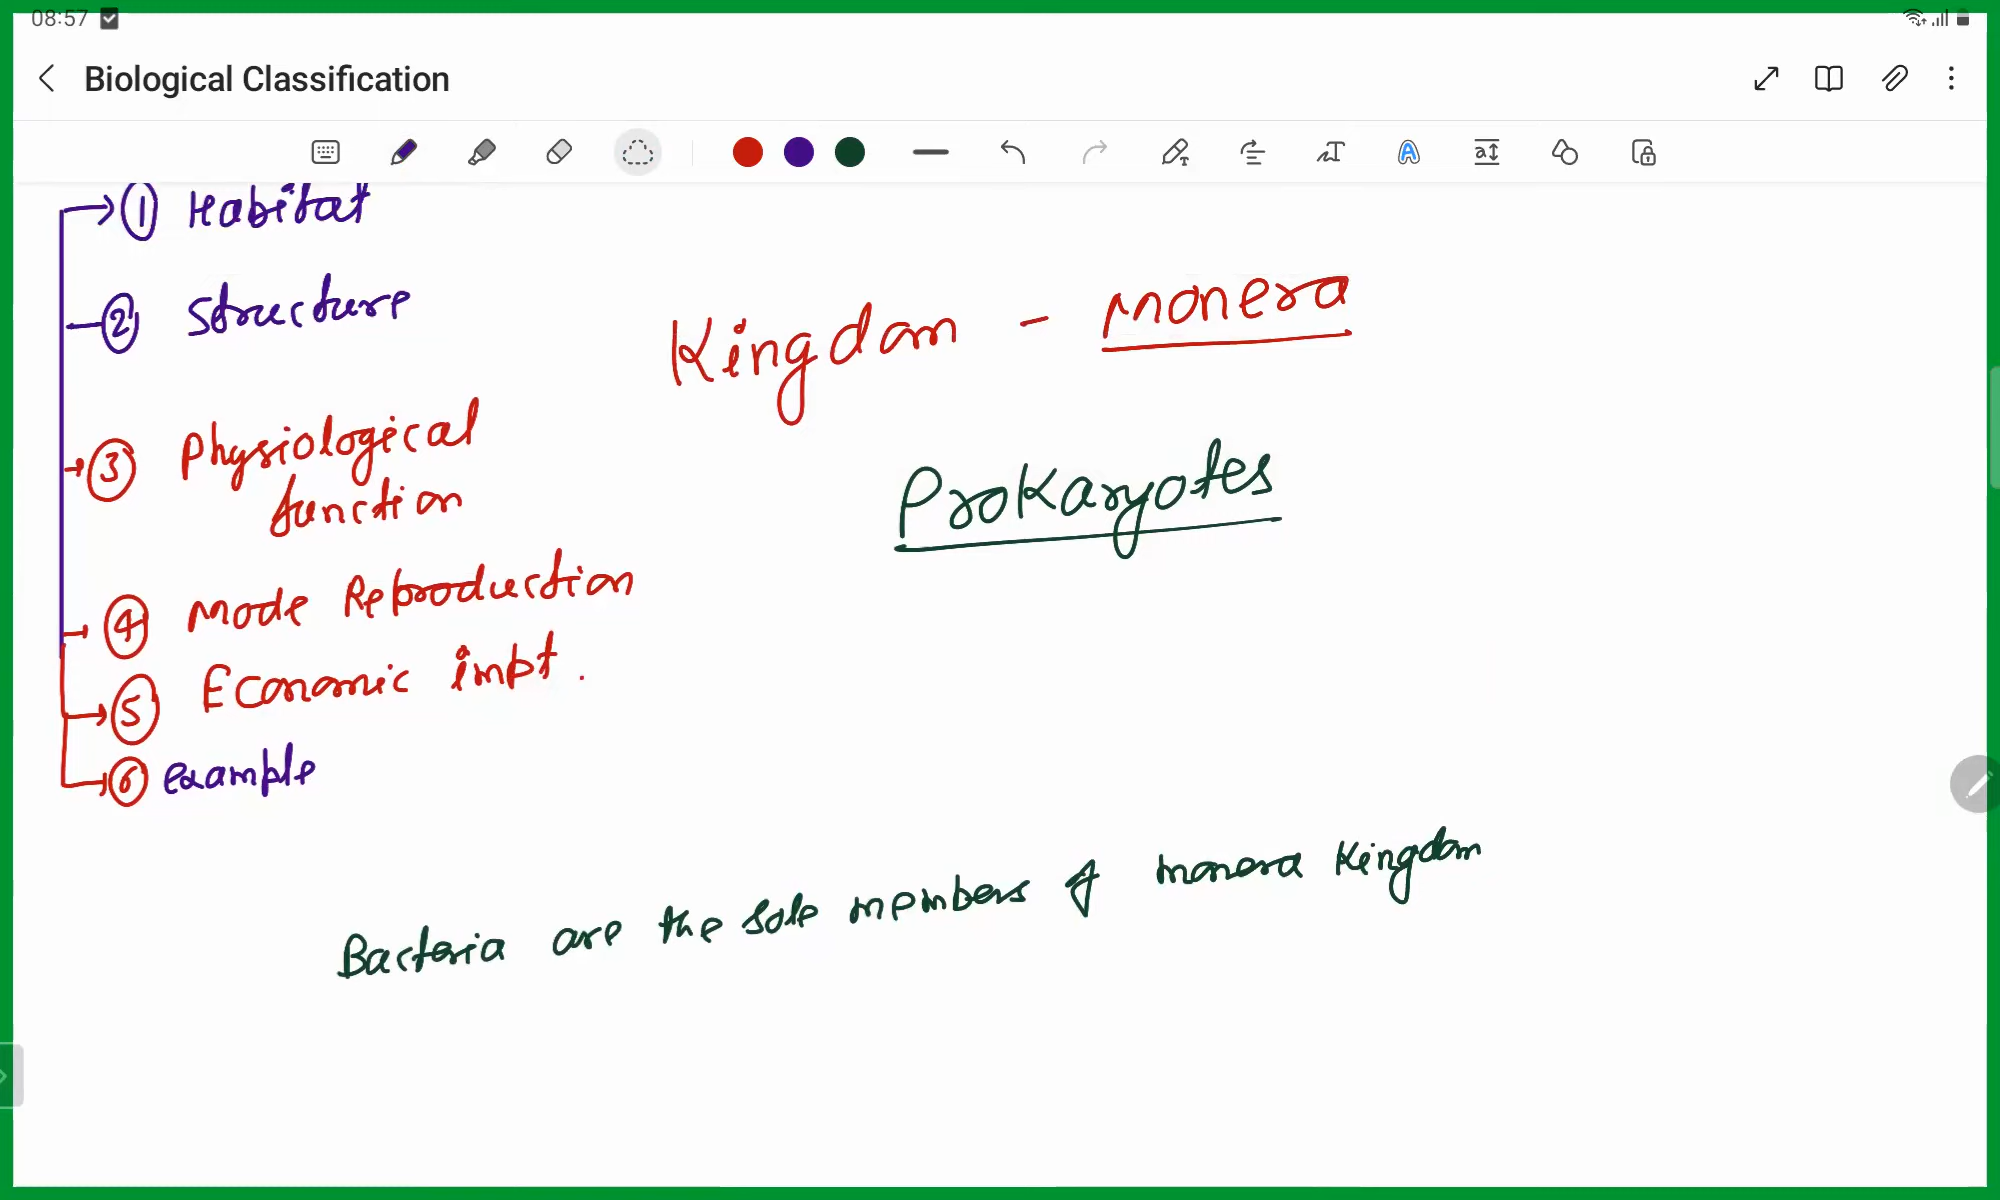 08:57
Biological Classification
1 Habitat
2 Structure
Kingdom - Monera
3 Physiological
function
Prokaryotes
4 Mode Reproduction
5 Economic impt.
6 example
Bacteria are the sole members of monera Kingdom